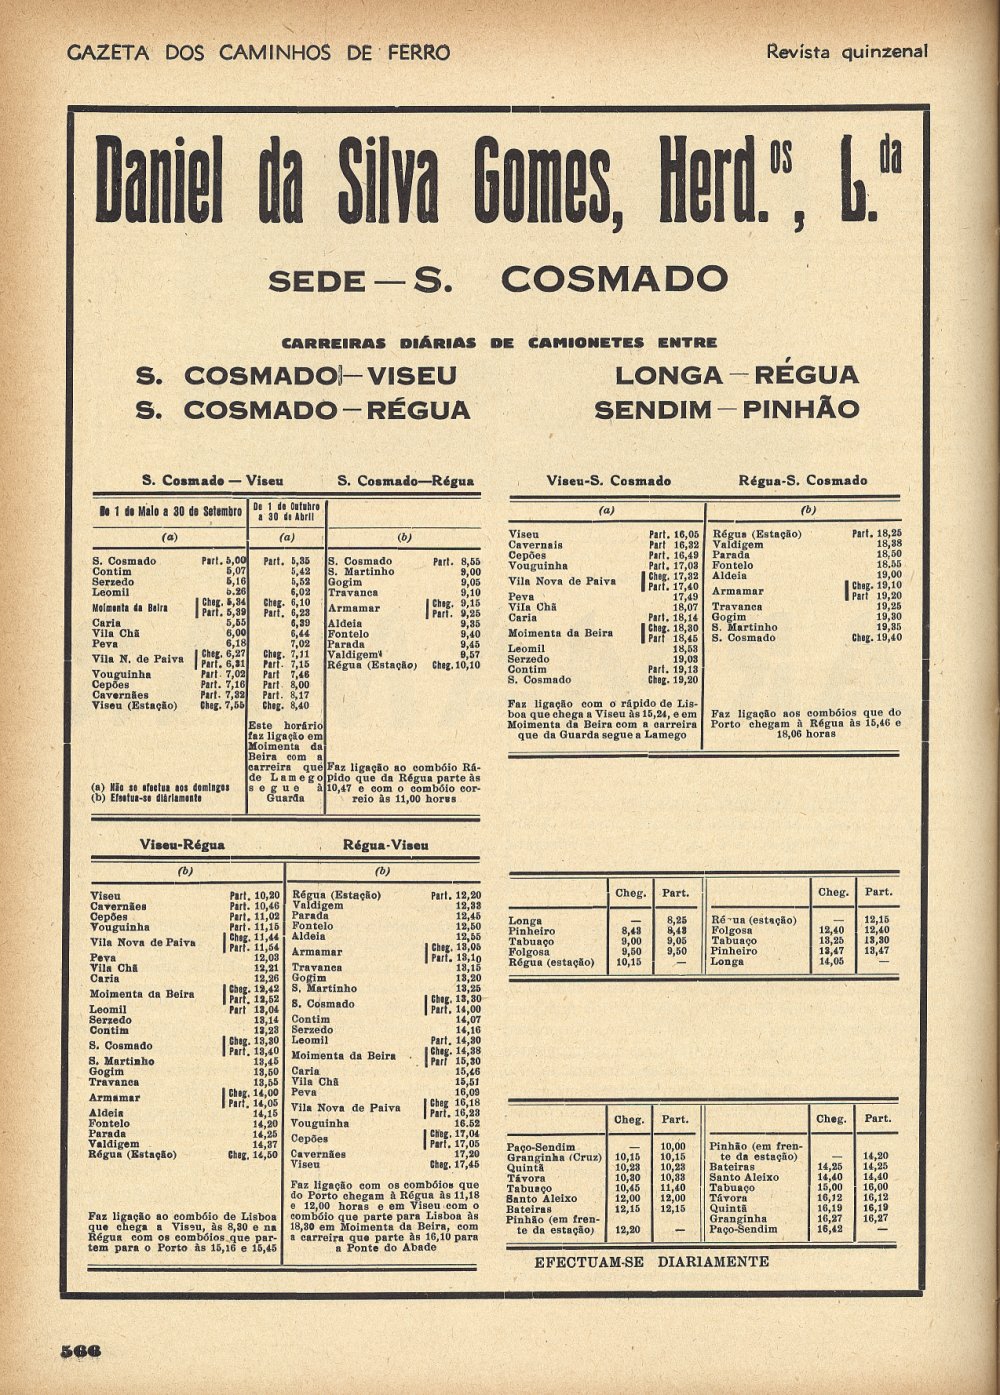 GAZETA DOS CAMINHOS DE FERRO
Revista quinzenal
Daniel da Silva Gomes, Herd.os, L.da
SEDE — S. COSMADO
CARREIRAS DIÁRIAS DE CAMIONETES ENTRE
S. COSMADO — VISEU
LONGA — RÉGUA
S. COSMADO — RÉGUA
SENDIM — PINHÃO
S. Cosmado — Viseu
S. Cosmado—Régua
De 1 de Maio a 30 de Setembro
De 1 de Outubro
a 30 de Abril
(a)
(a)
(b)
S. Cosmado Part. 5,00 Part. 5,35
Contim 5,07 5,42
Serzedo 5,16 5,52
Leomil 5.26 6,02
Moimenta da Beira Cheg. 5,34 Cheg. 6,10
Part. 5,39 Part. 6,23
Caria 5,55 6,39
Vila Chã 6,00 6,44
Peva 6,18 7,02
Vila N. de Paiva Cheg. 6,27 Cheg. 7,11
Part. 6,31 Part. 7,15
Vouguinha Part. 7,02 Part 7,46
Cepões Part. 7,16 Part. 8,00
Cavernães Part. 7,32 Part. 8,17
Viseu (Estação) Cheg. 7,55 Cheg. 8,40
Este horário
faz ligação em
Moimenta da
Beira com a
carreira que
de Lamego
segue à
Guarda
(a) Não se efectua aos domingos
(b) Efectua-se diàriamente
S. Cosmado Part. 8,55
S. Martinho 9,00
Gogim 9,05
Travanca 9,10
Armamar Cheg. 9,15
Part. 9,25
Aldeia 9,35
Fontelo 9,40
Parada 9,45
Valdigem 9,57
Régua (Estação) Cheg. 10,10
Faz ligação ao combóio Rá-
pido que da Régua parte às
10,47 e com o combóio cor-
reio às 11,00 horas
Viseu-S. Cosmado
Régua-S. Cosmado
(a)
(b)
Viseu Part. 16,05
Cavernais Part 16,32
Cepões Part. 16,49
Vouguinha Part. 17,03
Vila Nova de Paiva Cheg. 17,32
Part. 17,40
Peva 17,49
Vila Chã 18,07
Caria Part. 18,14
Moimenta da Beira Cheg. 18,30
Part 18,45
Leomil 18,53
Serzedo 19,03
Contim Part. 19,13
S. Cosmado Cheg. 19,20
Faz ligação com o rápido de Lis-
boa que chega a Viseu às 15,24, e em
Moimenta da Beira com a carreira
que da Guarda segue a Lamego
Régua (Estação) Part. 18,25
Valdigem 18,38
Parada 18,50
Fontelo 18,55
Aldeia 19,00
Armamar Cheg. 19,10
Part 19,20
Travanca 19,25
Gogim 19,30
S. Martinho 19,35
S. Cosmado Cheg. 19,40
Faz ligação aos combóios que do
Porto chegam à Régua às 15,46 e
18,06 horas
Viseu-Régua
Régua-Viseu
(b)
(b)
Viseu Part. 10,20
Cavernães Part. 10,46
Cepões Part. 11,02
Vouguinha Part. 11,15
Vila Nova de Paiva Cheg. 11,44
Part. 11,54
Peva 12,03
Vila Chã 12,21
Caria 12,26
Moimenta da Beira Cheg. 12,42
Part. 12,52
Leomil Part 13,04
Serzedo 13,14
Contim 13,23
S. Cosmado Cheg. 13,30
Part. 13,40
S. Martinho 13,45
Gogim 13,50
Travanca 13,55
Armamar Cheg. 14,00
Part. 14,05
Aldeia 14,15
Fontelo 14,20
Parada 14,25
Valdigem 14,37
Régua (Estação) Cheg. 14,50
Faz ligação ao combóio de Lisboa
que chega a Viseu, às 8,30 e na
Régua com os combóios que par-
tem para o Porto às 15,16 e 15,45
Régua (Estação) Part. 12,20
Valdigem 12,33
Parada 12,45
Fontelo 12,50
Aldeia 12,55
Armamar Cheg. 13,05
Part. 13,10
Travanca 13,15
Gogim 13,20
S. Martinho 13,25
S. Cosmado Cheg. 13,30
Part. 14,00
Contim 14,07
Serzedo 14,16
Leomil Part. 14,30
Moimenta da Beira Cheg. 14,38
Part 15,30
Caria 15,46
Vila Chã 15,51
Peva 16,09
Vila Nova de Paiva Cheg 16,18
Part. 16,23
Vouguinha 16.52
Cepões Cheg. 17,04
Part. 17,05
Cavernães 17,20
Viseu Cheg. 17,45
Faz ligação com os combóios que
do Porto chegam à Régua às 11,18
e 12,00 horas e em Viseu com o
combóio que parte para Lisboa às
18,30 em Moimenta da Beira, com
a carreira que parte às 16,10 para
a Ponte do Abade
Cheg. Part.
Cheg. Part.
Longa — 8,25
Pinheiro 8,43 8,43
Tabuaço 9,00 9,05
Folgosa 9,50 9,50
Régua (estação) 10,15 —
Ré ua (estação) — 12,15
Folgosa 12,40 12,40
Tabuaço 13,25 13,30
Pinheiro 13,47 13,47
Longa 14,05 —
Cheg. Part.
Cheg. Part.
Paço-Sendim — 10,00
Granginha (Cruz) 10,15 10,15
Quintã 10,23 10,23
Távora 10,30 10,33
Tabuaço 10,45 11,40
Santo Aleixo 12,00 12,00
Bateiras 12,15 12,15
Pinhão (em fren-
te da estação) 12,20 —
Pinhão (em fren-
te da estação) — 14,20
Bateiras 14,25 14,25
Santo Aleixo 14,40 14,40
Tabuaço 15,00 16,00
Távora 16,12 16,12
Quintã 16,19 16,19
Granginha 16,27 16,27
Paço-Sendim 16,42 —
EFECTUAM-SE DIARIAMENTE
566